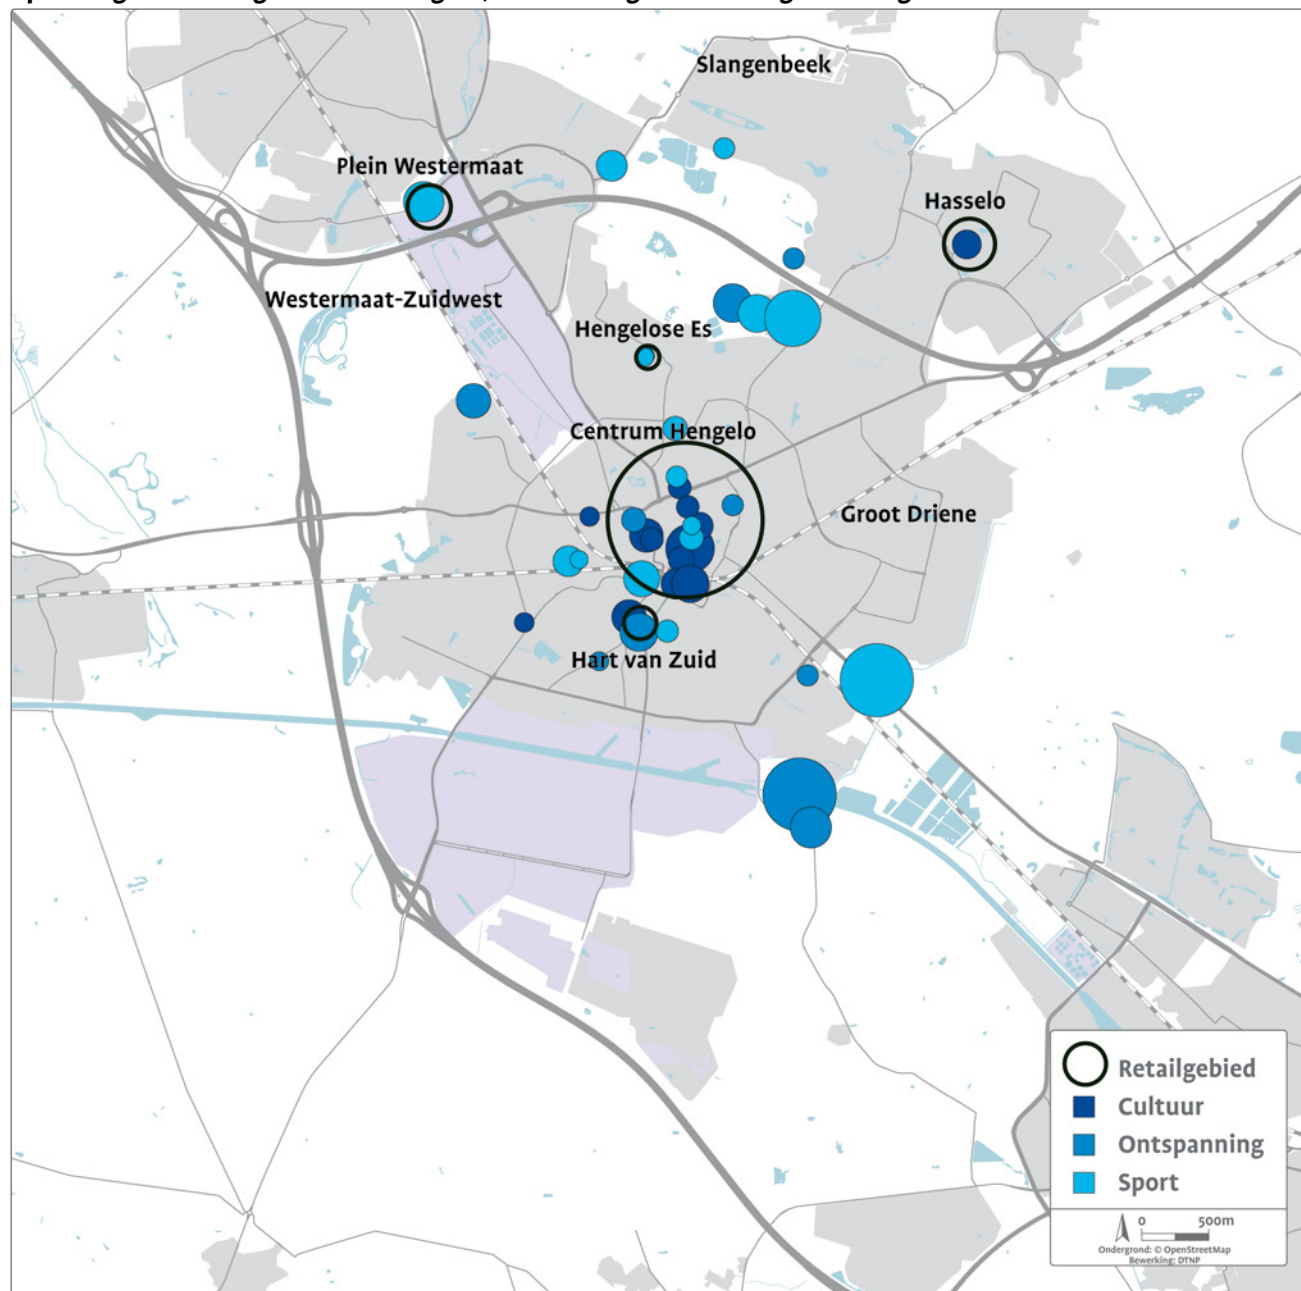 Slangenbeek
Plein Westermaat
Hasselo
Westermaat-Zuidwest
Hengelose Es
Centrum Hengelo
Groot Driene
Hart van Zuid
Retailgebied
Cultuur
Ontspanning
Sport
0 500m
Ondergrond: © OpenStreetMap
Bewerking: DTNP